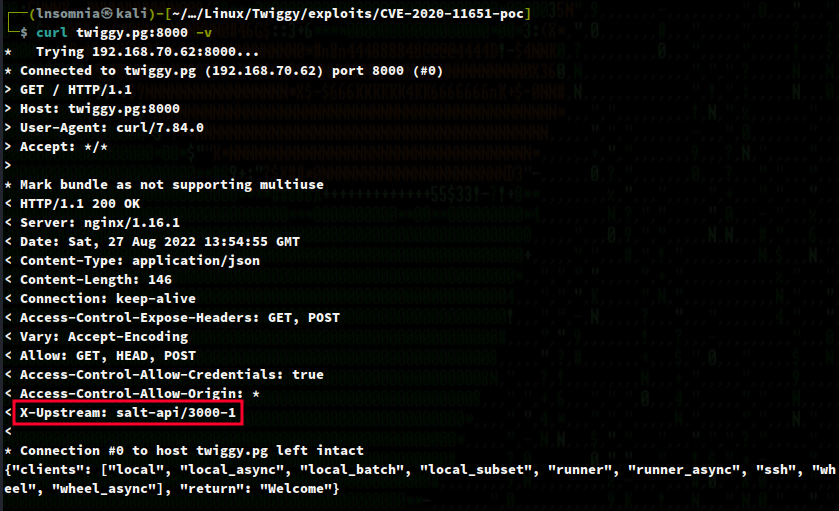 ┌──(lnsomnia㉿kali)-[~/…/Linux/Twiggy/exploits/CVE-2020-11651-poc]
└─$ curl twiggy.pg:8000 -v
*   Trying 192.168.70.62:8000...
* Connected to twiggy.pg (192.168.70.62) port 8000 (#0)
> GET / HTTP/1.1
> Host: twiggy.pg:8000
> User-Agent: curl/7.84.0
> Accept: */*
>
* Mark bundle as not supporting multiuse
< HTTP/1.1 200 OK
< Server: nginx/1.16.1
< Date: Sat, 27 Aug 2022 13:54:55 GMT
< Content-Type: application/json
< Content-Length: 146
< Connection: keep-alive
< Access-Control-Expose-Headers: GET, POST
< Vary: Accept-Encoding
< Allow: GET, HEAD, POST
< Access-Control-Allow-Credentials: true
< Access-Control-Allow-Origin: *
< X-Upstream: salt-api/3000-1
<
* Connection #0 to host twiggy.pg left intact
{"clients": ["local", "local_async", "local_batch", "local_subset", "runner", "runner_async", "ssh", "wh
eel", "wheel_async"], "return": "Welcome"}